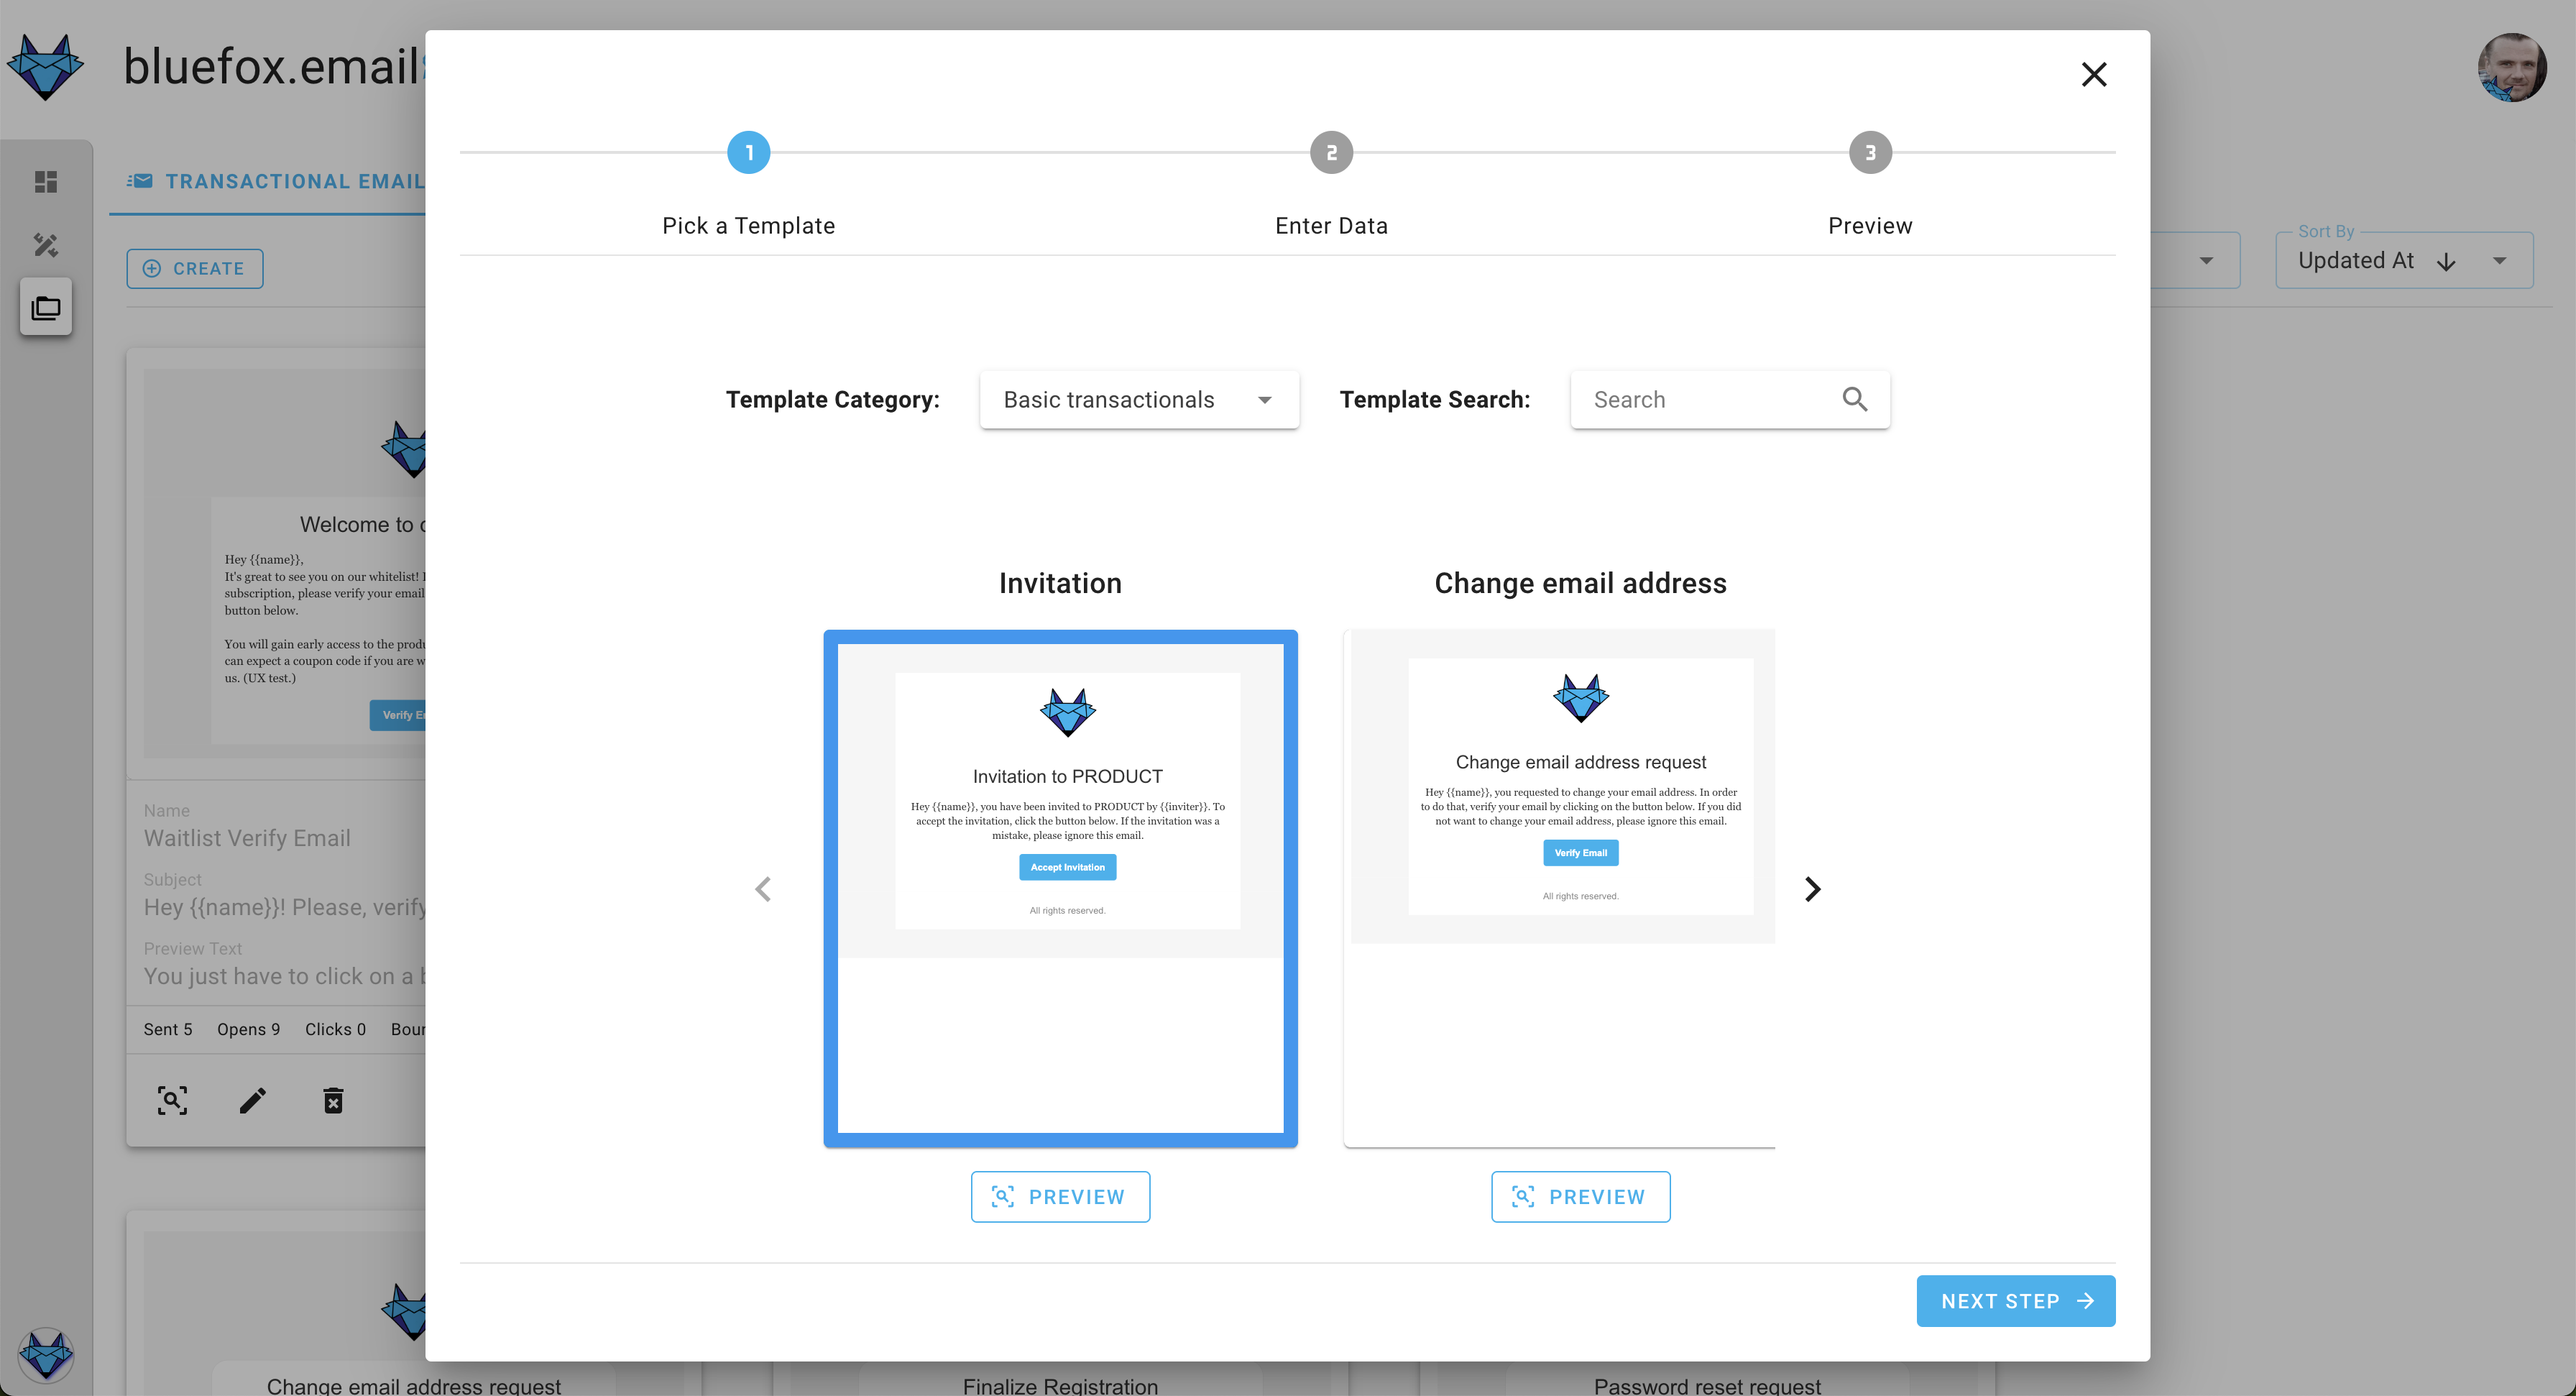 bluefox.email
TRANSACTIONAL EMAIL
CREATE
Sort By
Updated At
Welcome to
Hey {{name}},
It's great to see you on our whitelist!
subscription, please verify your email
button below.
You will gain early access to the
can expect a coupon code if you are
us. (UX test.)
Verify
Name
Waitlist Verify Email
Subject
Hey {{name}}! Please, verify
Preview Text
You just have to click on a
Sent 5 Opens 9 Clicks 0
Change email address request
Finalize Registration
Password reset request
1
2
3
Pick a Template
Enter Data
Preview
Template Category:
Basic transactionals
Template Search:
Search
Invitation
Invitation to PRODUCT
Hey {{name}}, you have been invited to PRODUCT by {{inviter}}. To
accept the invitation, click the button below. If the invitation was a
mistake, please ignore this email.
Accept Invitation
All rights reserved.
PREVIEW
Change email address
Change email address request
Hey {{name}}, you requested to change your email address. In order
to do that, verify your email by clicking on the button below. If you did
not want to change your email address, please ignore this email.
Verify Email
All rights reserved.
PREVIEW
NEXT STEP